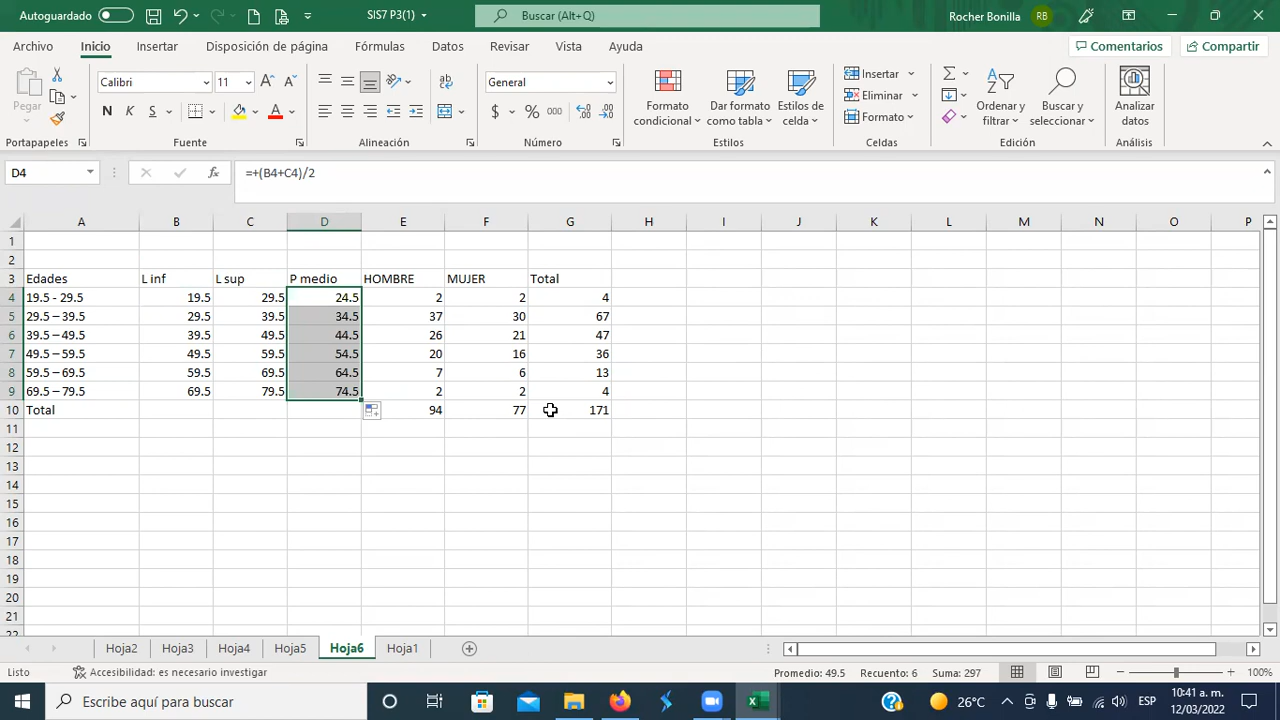 Autoguardado SIS7 P3(1) Buscar (Alt+Q) Rocher Bonilla RB
Archivo Inicio Insertar Disposición de página Fórmulas Datos Revisar Vista Ayuda Comentarios Compartir
Pegar Calibri 11 General Formato condicional Dar formato como tabla Estilos de celda Insertar Eliminar Formato Ordenar y filtrar Buscar y seleccionar Analizar datos
N K S $ % 000
Portapapeles Fuente Alineación Número Estilos Celdas Edición Análisis
D4 fx =+(B4+C4)/2
A B C D E F G H I J K L M N O P
1
2
3 Edades L inf L sup P medio HOMBRE MUJER Total
4 19.5 - 29.5 19.5 29.5 24.5 2 2 4
5 29.5 – 39.5 29.5 39.5 34.5 37 30 67
6 39.5 – 49.5 39.5 49.5 44.5 26 21 47
7 49.5 – 59.5 49.5 59.5 54.5 20 16 36
8 59.5 – 69.5 59.5 69.5 64.5 7 6 13
9 69.5 – 79.5 69.5 79.5 74.5 2 2 4
10 Total 94 77 171
11
12
13
14
15
16
17
18
19
20
21
22
Hoja2 Hoja3 Hoja4 Hoja5 Hoja6 Hoja1
Listo Accesibilidad: es necesario investigar Promedio: 49.5 Recuento: 6 Suma: 297 100%
Escribe aquí para buscar 26°C ESP 10:41 a. m.
12/03/2022